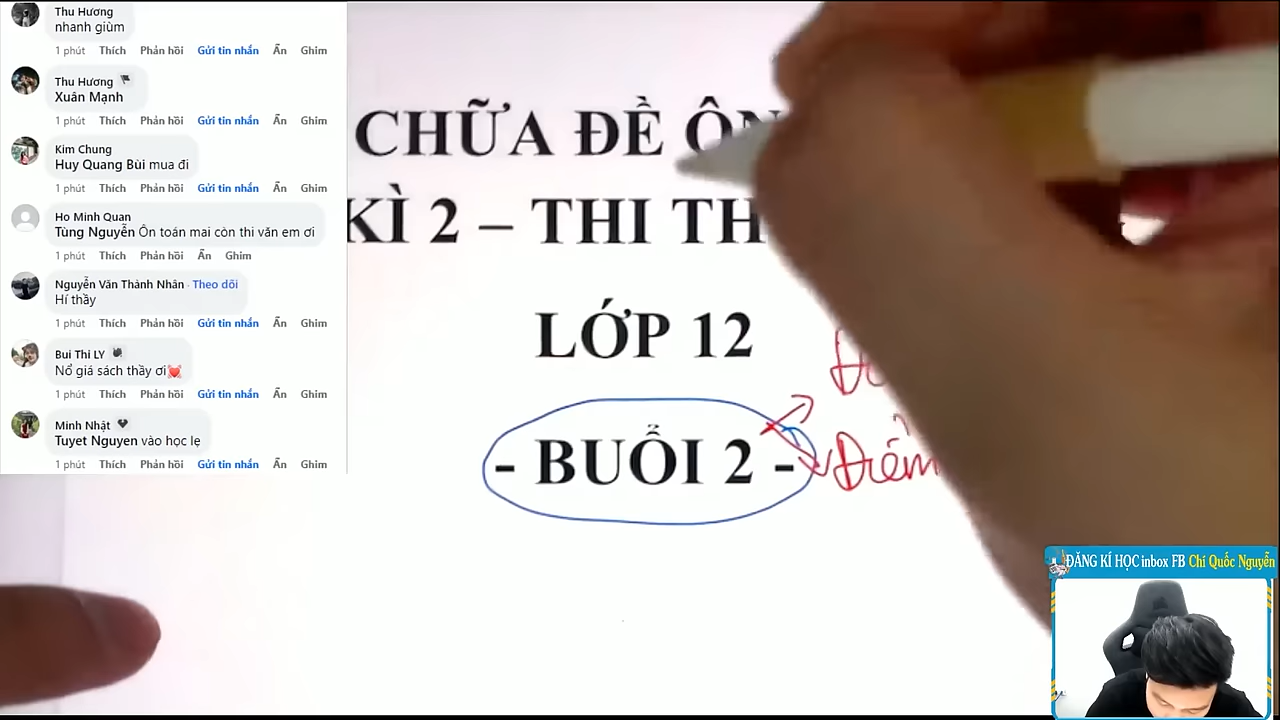 Thu Hương
nhanh giùm
1 phút Thích Phản hồi Gửi tin nhắn Ẩn Ghim
Thu Hương
Xuân Mạnh
1 phút Thích Phản hồi Gửi tin nhắn Ẩn Ghim
Kim Chung
Huy Quang Bùi mua đi
1 phút Thích Phản hồi Gửi tin nhắn Ẩn Ghim
Ho Minh Quan
Tùng Nguyễn Ôn toán mai còn thi văn em ơi
1 phút Thích Phản hồi Ẩn Ghim
Nguyễn Văn Thành Nhân · Theo dõi
Hí thầy
1 phút Thích Phản hồi Gửi tin nhắn Ẩn Ghim
Bui Thi LY
Nổ giá sách thầy ơi💓
1 phút Thích Phản hồi Gửi tin nhắn Ẩn Ghim
Minh Nhật
Tuyet Nguyen vào học lẹ
1 phút Thích Phản hồi Gửi tin nhắn Ẩn Ghim
CHỮA ĐỀ ÔN
KÌ 2 – THI TH
LỚP 12
- BUỔI 2 -
Điểm
ĐĂNG KÍ HỌC inbox FB Chí Quốc Nguyễn